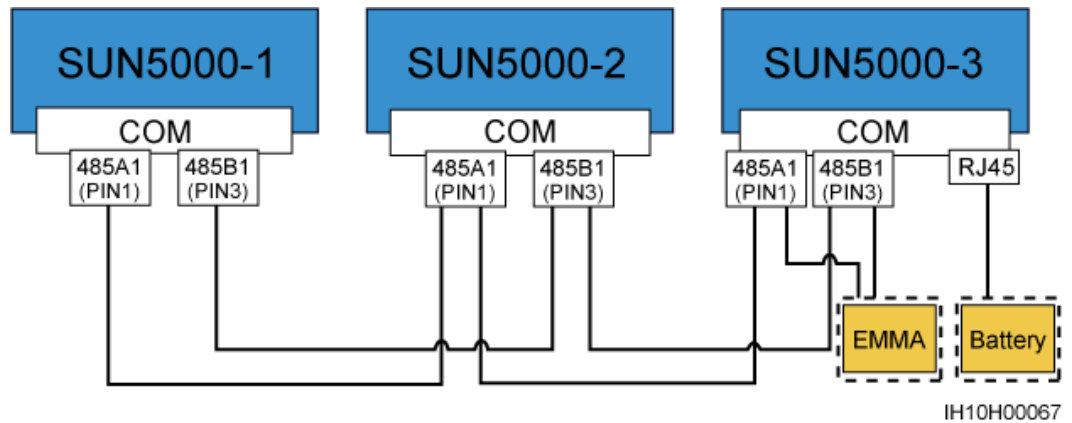 SUN5000-1
SUN5000-2
SUN5000-3
COM
COM
COM
485A1
(PIN1)
485B1
(PIN3)
485A1
(PIN1)
485B1
(PIN3)
485A1
(PIN1)
485B1
(PIN3)
RJ45
EMMA
Battery
IH10H00067